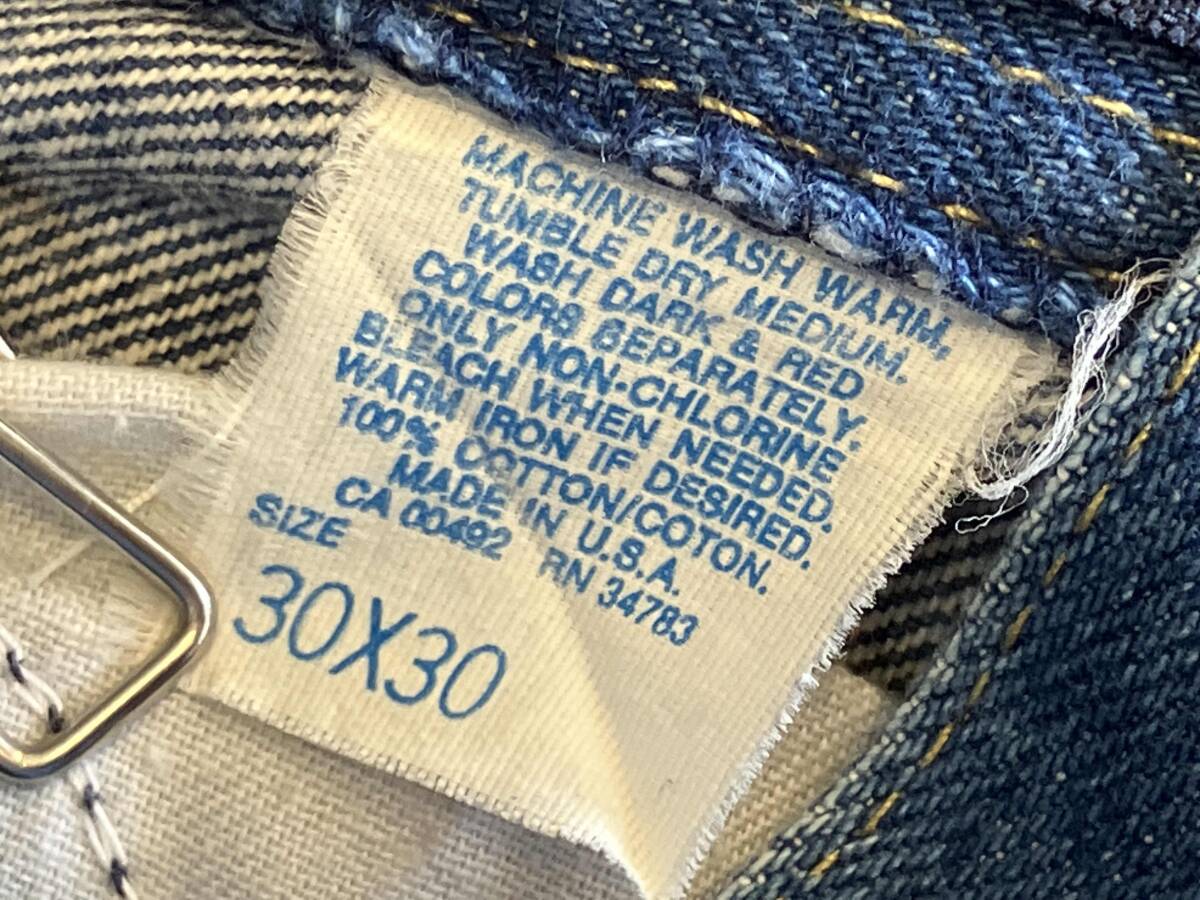 MACHINE WASH WARM,
TUMBLE DRY MEDIUM.
WASH DARK & RED
COLORS SEPARATELY.
ONLY NON-CHLORINE
BLEACH WHEN NEEDED.
WARM IRON IF DESIRED.
100% COTTON/COTON.
MADE IN U.S.A.
CA 00492 RN 34783
SIZE
30X30